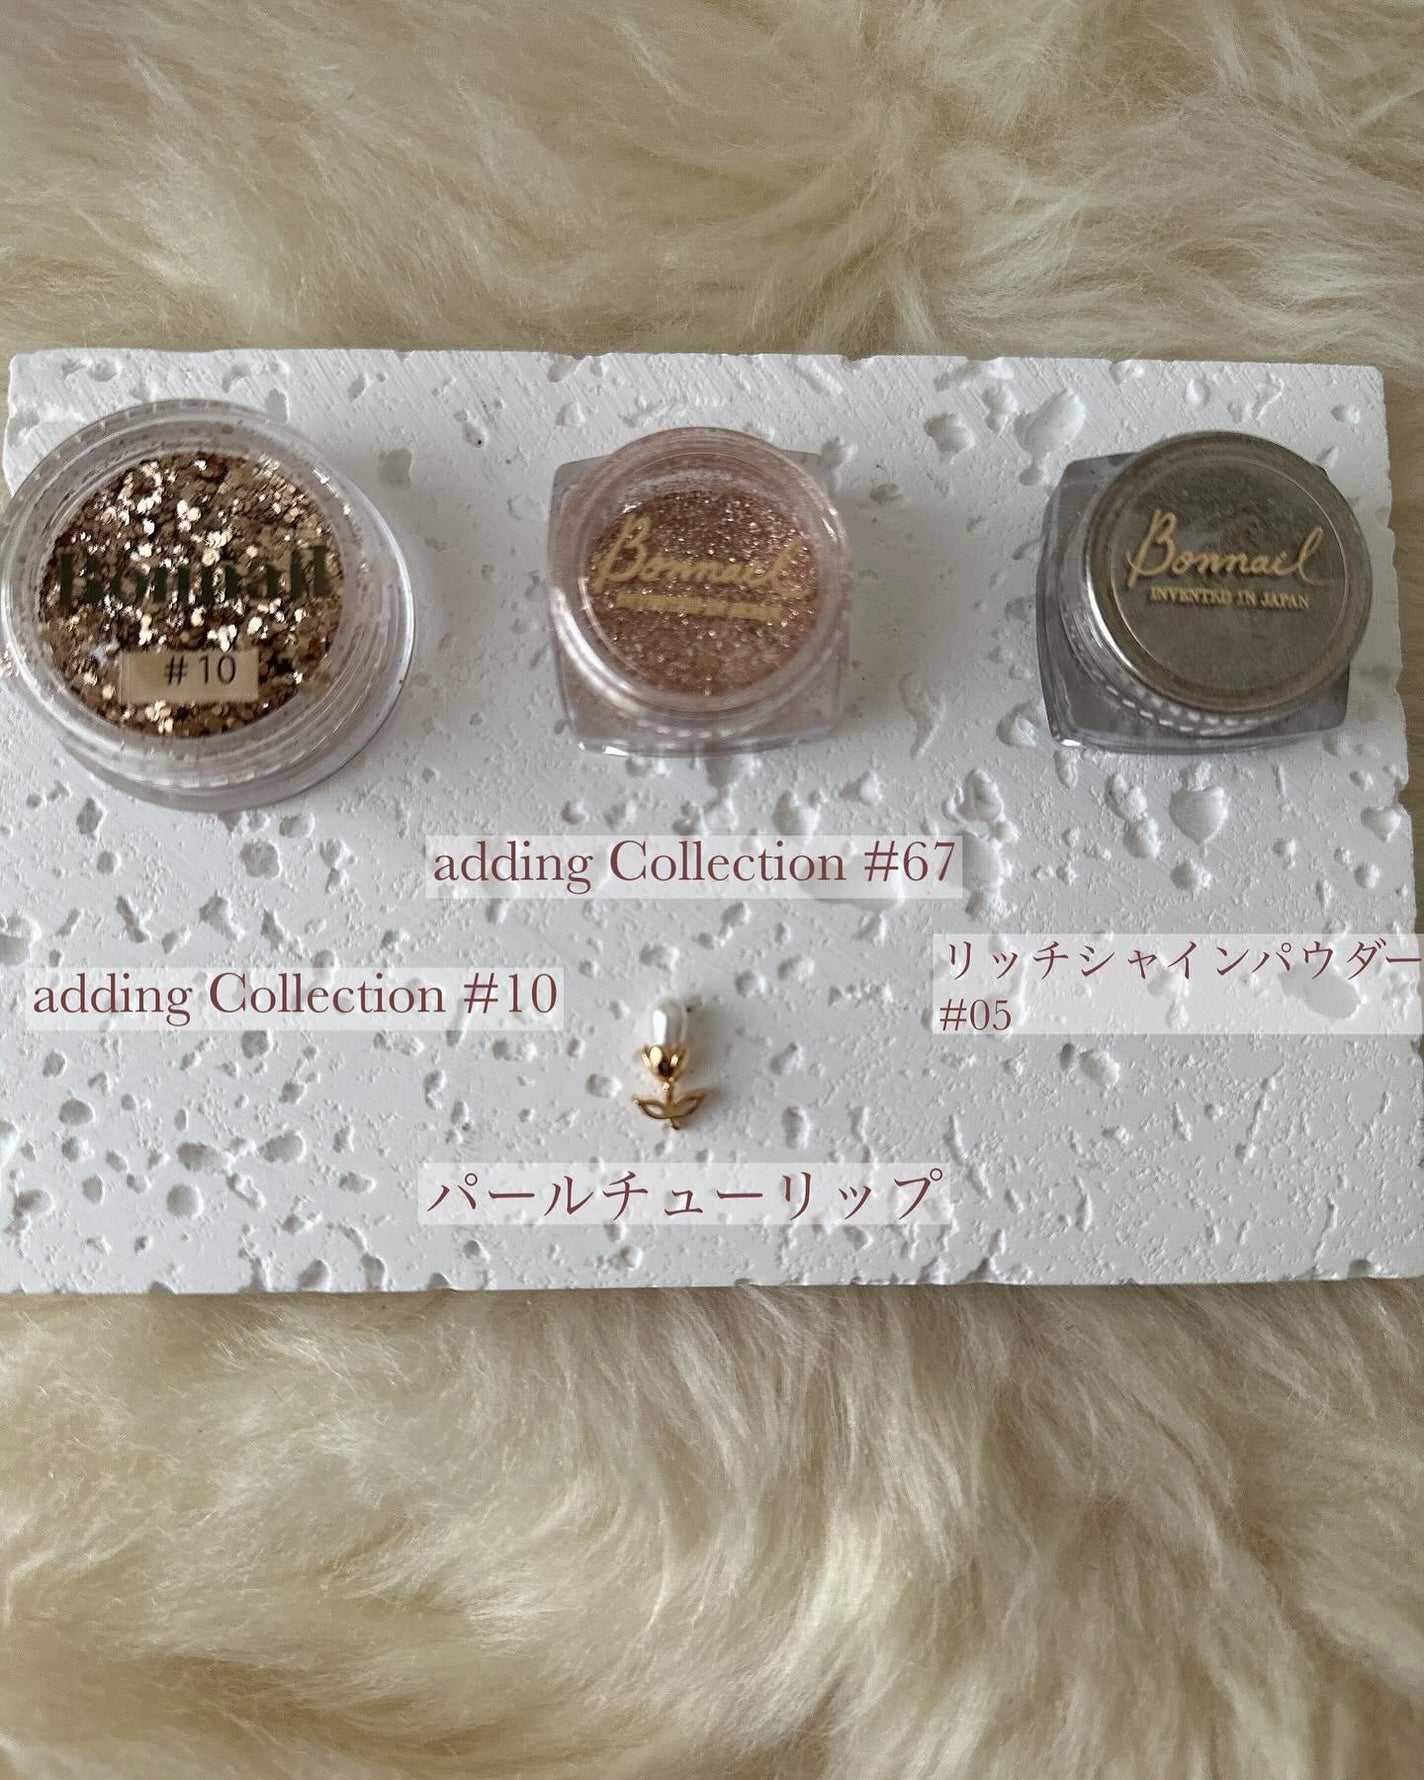 Bonnail
#10
Bonnail
Bonnail
INVENTED IN JAPAN
adding Collection #67
adding Collection #10
リッチシャインパウダー
#05
パールチューリップ